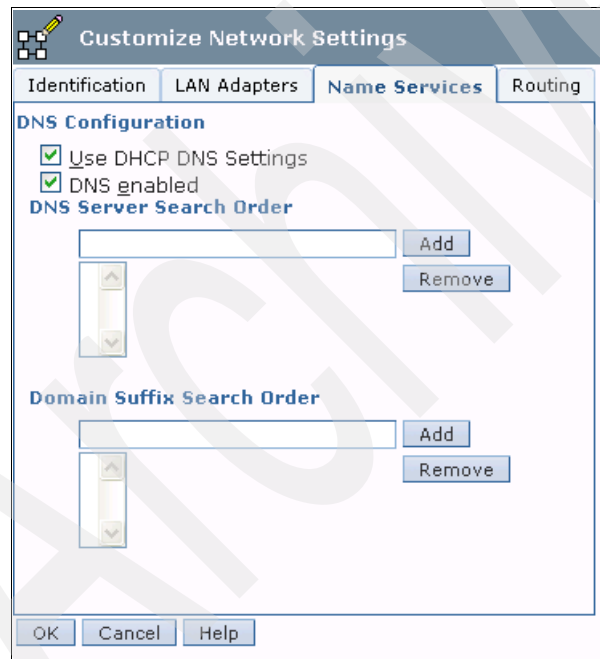 Customize Network Settings
Identification LAN Adapters Name Services Routing
DNS Configuration
Use DHCP DNS Settings
DNS enabled
DNS Server Search Order
Add
Remove
Domain Suffix Search Order
Add
Remove
OK Cancel Help